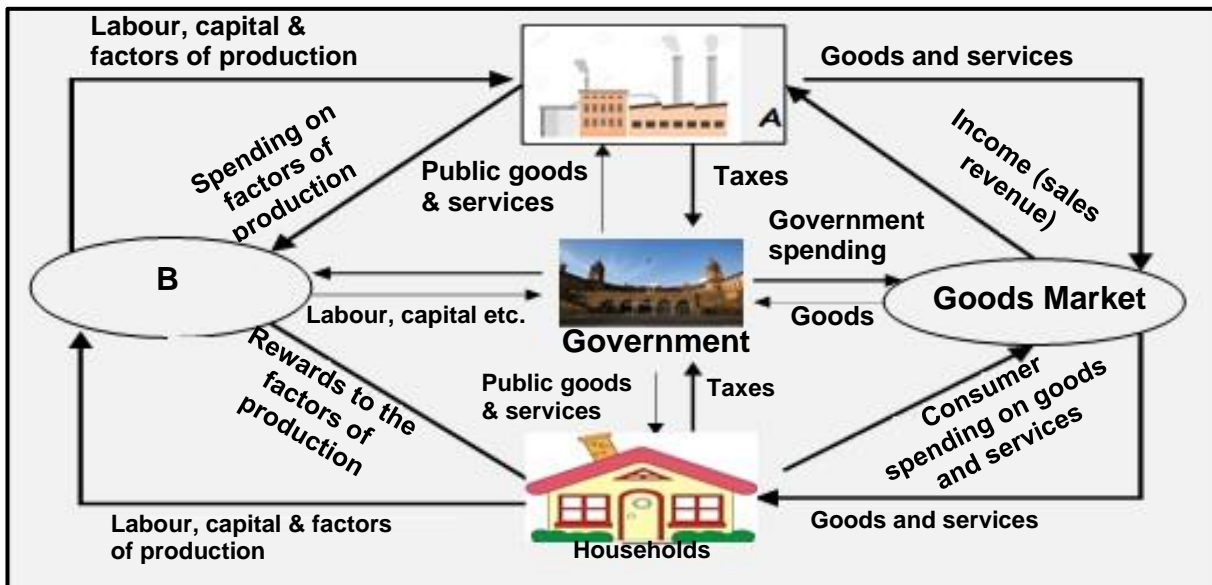 Labour, capital &
factors of production
Goods and services
A
Spending on
factors of
production
Public goods
& services
Taxes
Income (sales
revenue)
Government
spending
B
Goods Market
Labour, capital etc.
Goods
Government
Rewards to the
factors of
production
Public goods
& services
Taxes
Consumer
spending on goods
and services
Labour, capital & factors
of production
Households
Goods and services